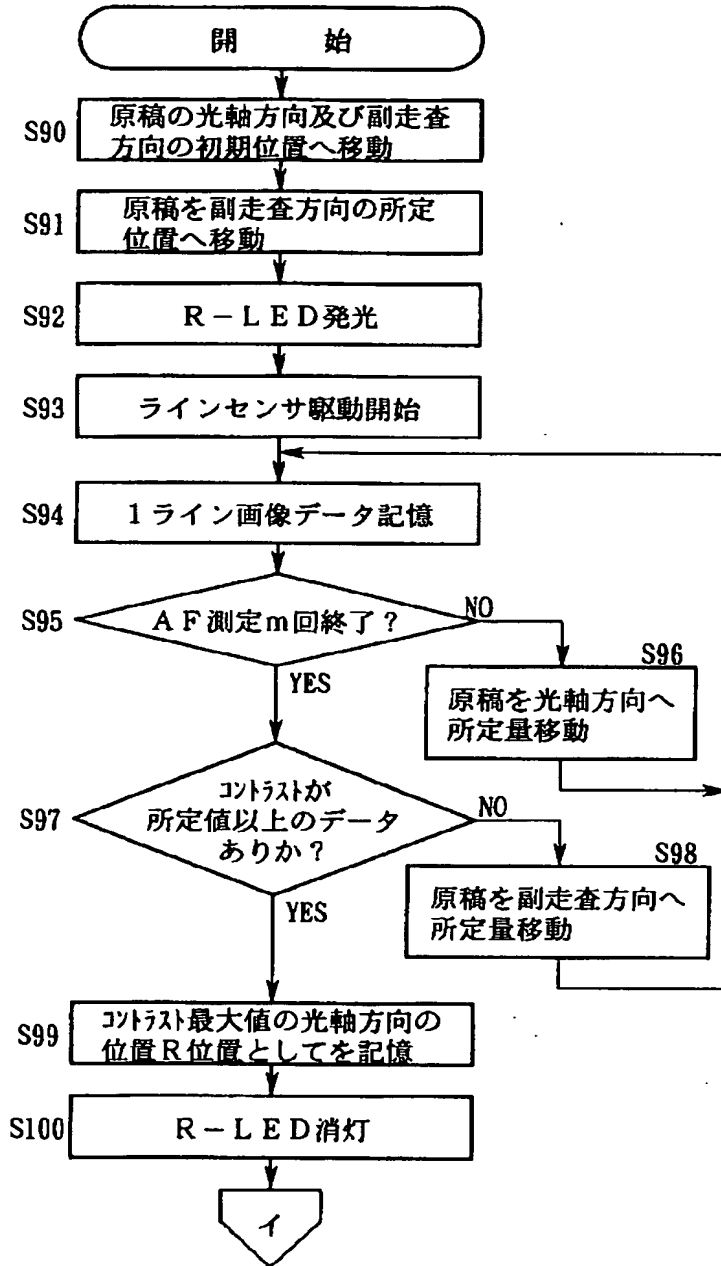 開 始
S90
原稿の光軸方向及び副走査
方向の初期位置へ移動
S91
原稿を副走査方向の所定
位置へ移動
S92
R-LED発光
S93
ラインセンサ駆動開始
S94
1ライン画像データ記憶
S95
AF測定m回終了?
NO
YES
S96
原稿を光軸方向へ
所定量移動
S97
コントラストが
所定値以上のデータ
ありか?
NO
YES
S98
原稿を副走査方向へ
所定量移動
S99
コントラスト最大値の光軸方向の
位置R位置としてを記憶
S100
R-LED消灯
イ